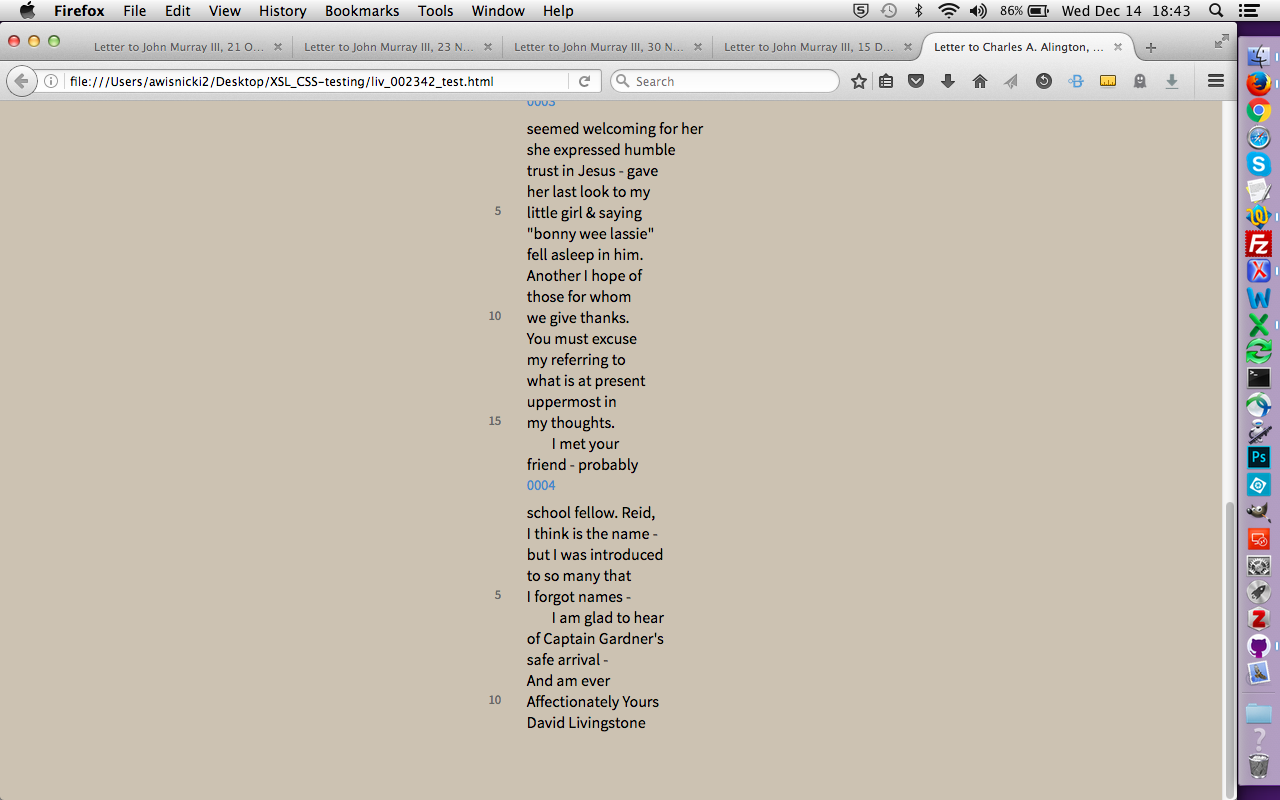 Firefox File Edit View History Bookmarks Tools Window Help 86% Wed Dec 14 18:43
Letter to John Murray III, 21 O... Letter to John Murray III, 23 N... Letter to John Murray III, 30 N... Letter to John Murray III, 15 D... Letter to Charles A. Alington, ...
file:///Users/awisnicki2/Desktop/XSL_CSS-testing/liv_002342_test.html Search
0003
seemed welcoming for her
she expressed humble
trust in Jesus - gave
her last look to my
5 little girl & saying
"bonny wee lassie"
fell asleep in him.
Another I hope of
those for whom
10 we give thanks.
You must excuse
my referring to
what is at present
uppermost in
15 my thoughts.
I met your
friend - probably
0004
school fellow. Reid,
I think is the name -
but I was introduced
to so many that
5 I forgot names -
I am glad to hear
of Captain Gardner's
safe arrival -
And am ever
10 Affectionately Yours
David Livingstone
Fz
Ps